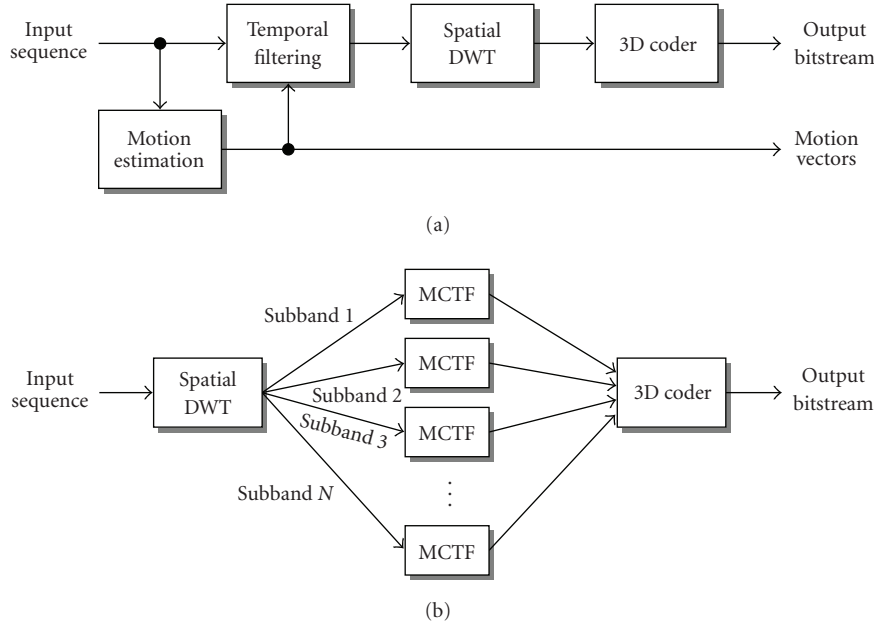 Input
sequence
Temporal
filtering
Spatial
DWT
3D coder
Output
bitstream
Motion
estimation
Motion
vectors
(a)
Input
sequence
Spatial
DWT
Subband 1
Subband 2
Subband 3
Subband N
MCTF
MCTF
MCTF
⋮
MCTF
3D coder
Output
bitstream
(b)